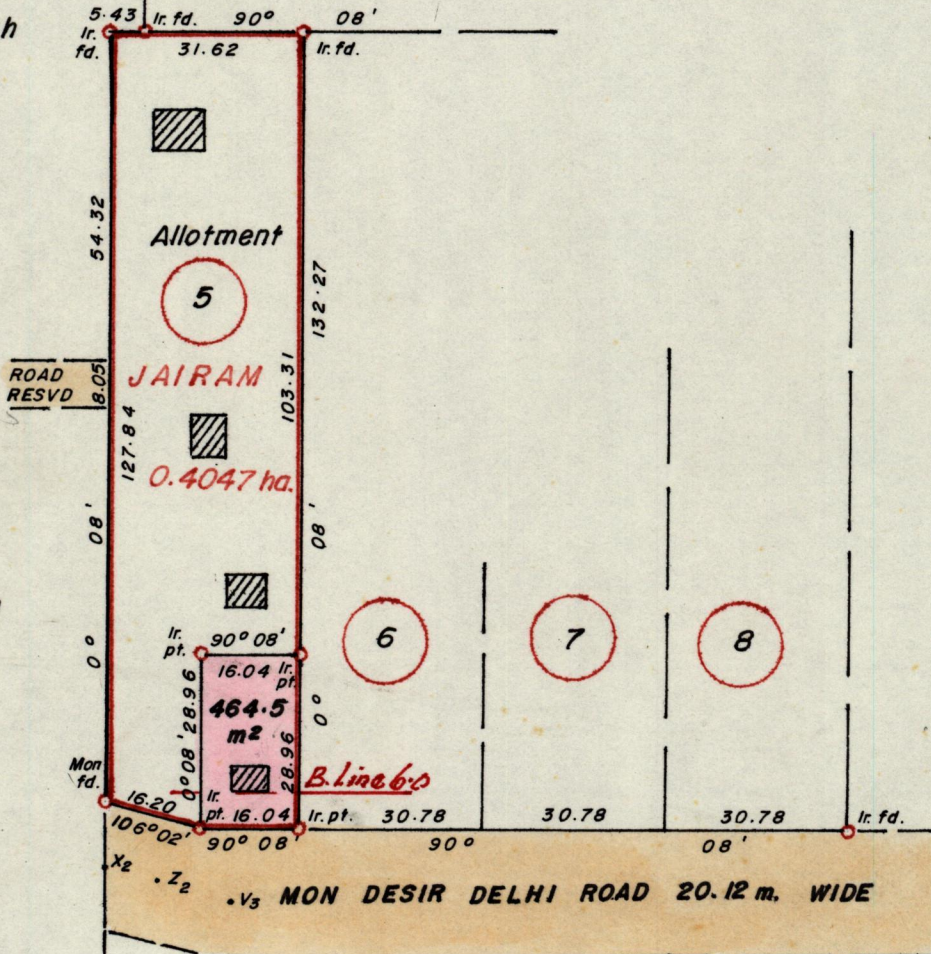 h
5.43 Ir. fd. 90° 08'
Ir. fd.
31.62
Ir. fd.
54.32
Allotment
5
132.27
JAIRAM
103.31
ROAD
RESVD
8.05
127.84
0.4047 ha.
08'
08'
Ir. pt.
90° 08'
6
7
8
0°
16.04
Ir. pt.
0° 08' 28.96
464.5
m²
0°
28.96
Mon fd.
B. Line 6.0
16.20
Ir. pt.
16.04
Ir. pt.
30.78
30.78
30.78
Ir. fd.
106° 02'
90° 08'
90°
08'
X2
Z2
V3
MON DESIR DELHI ROAD 20.12 m. WIDE